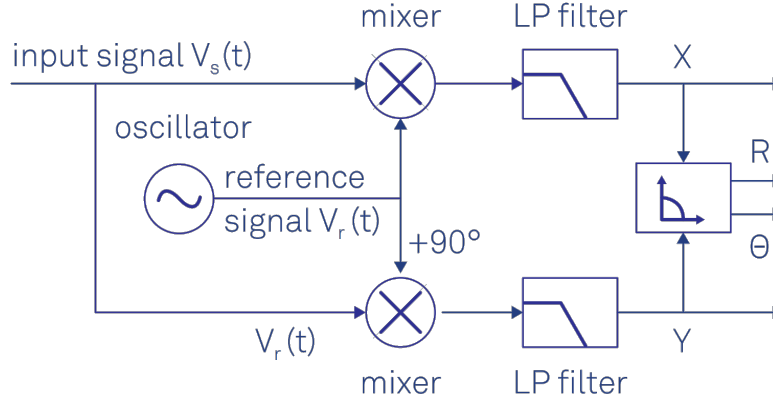 mixer
LP filter
input signal Vₛ(t)
X
oscillator
R
reference
signal Vᵣ(t)
+90°
Θ
Vᵣ(t)
Y
mixer
LP filter